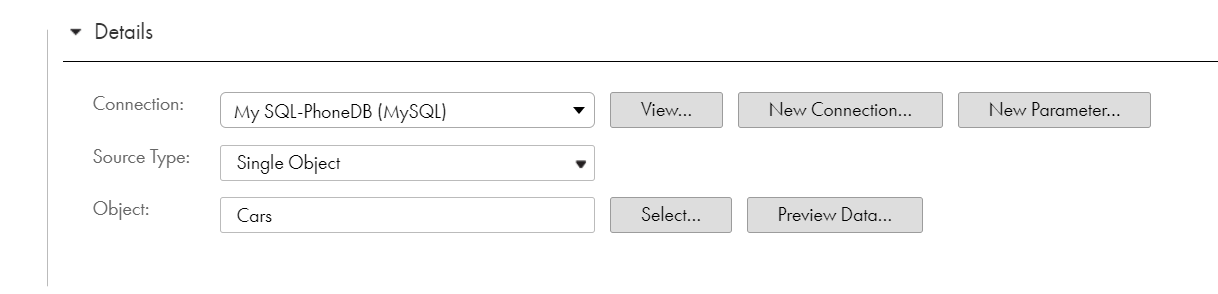 Details
Connection: My SQL-PhoneDB (MySQL) View... New Connection... New Parameter...
Source Type: Single Object
Object: Cars Select... Preview Data...